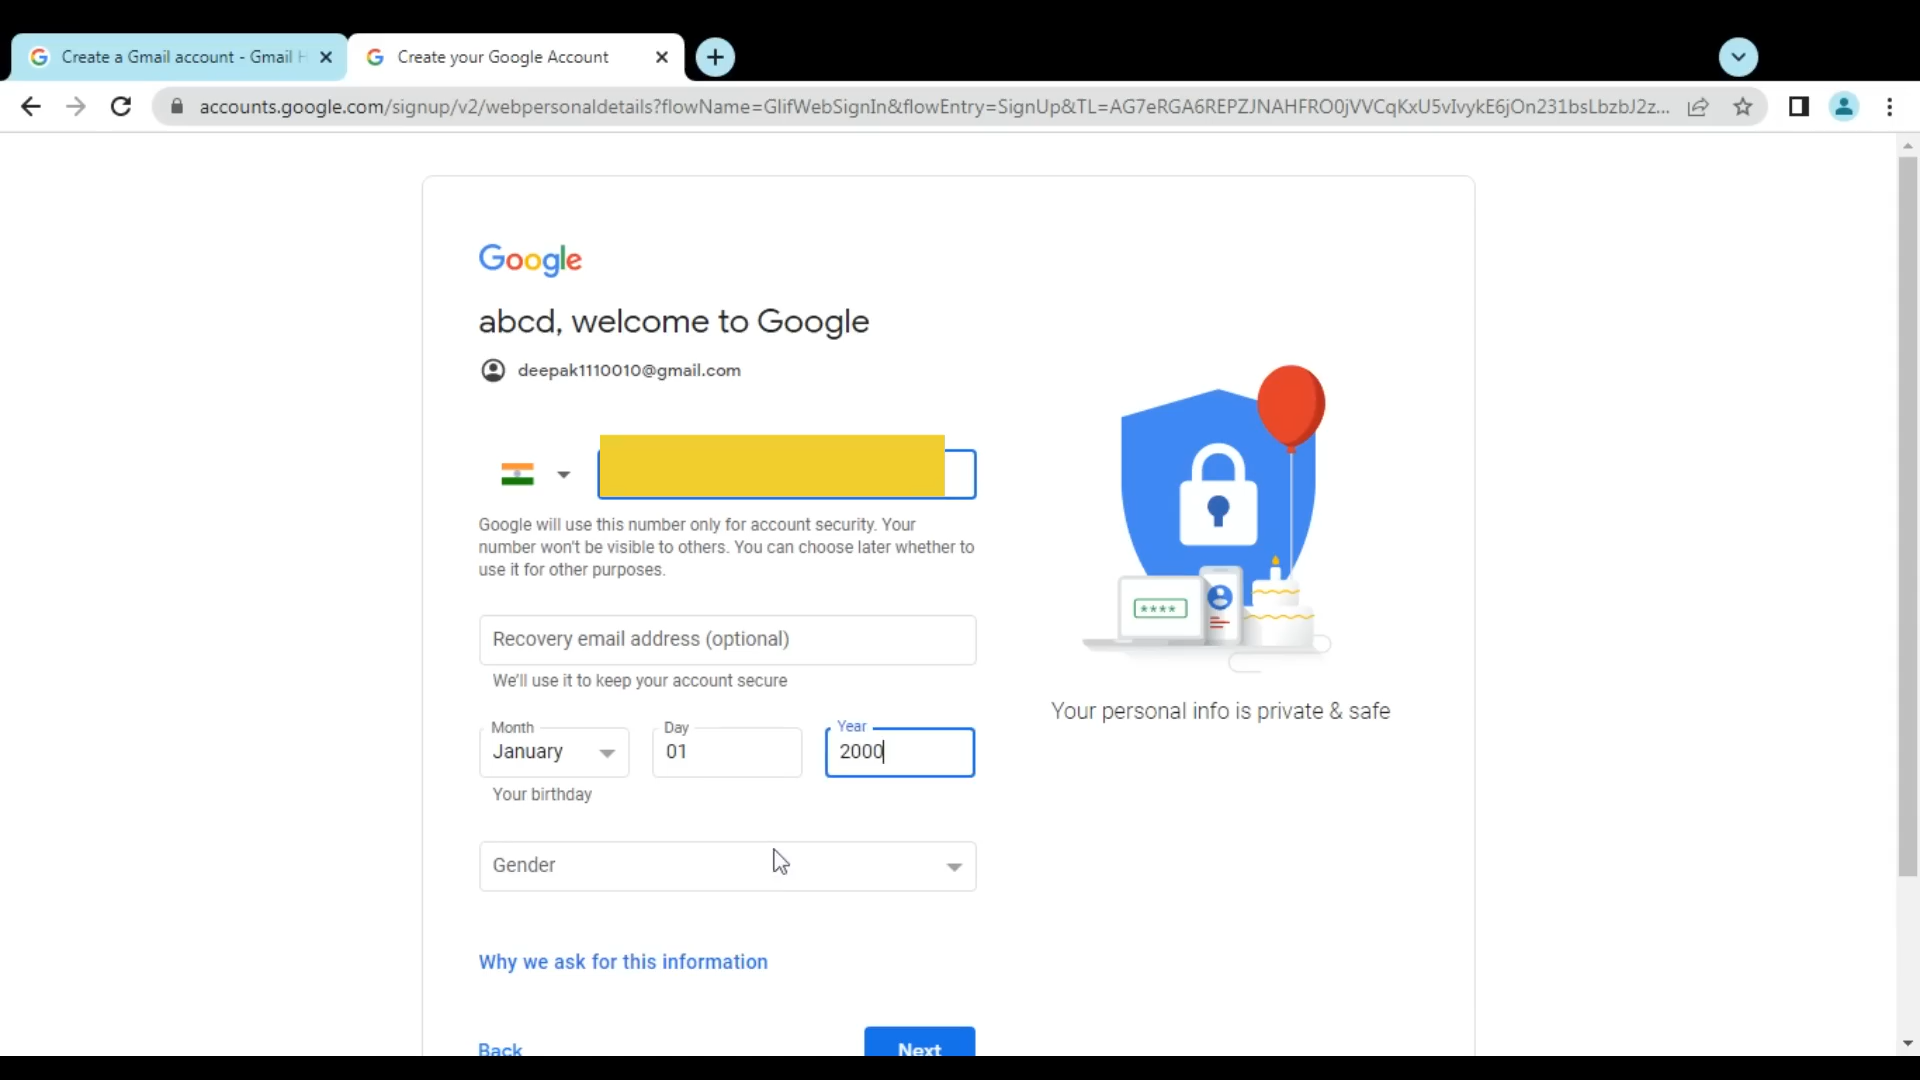 Create a Gmail account - Gmail H
Create your Google Account
accounts.google.com/signup/v2/webpersonaldetails?flowName=GlifWebSignIn&flowEntry=SignUp&TL=AG7eRGA6REPZJNAHFRO0jVVCqKxU5vIvykE6jOn231bsLbzbJ2z...
Google
abcd, welcome to Google
deepak1110010@gmail.com
Google will use this number only for account security. Your
number won't be visible to others. You can choose later whether to
use it for other purposes.
Recovery email address (optional)
We'll use it to keep your account secure
Month
January
Day
01
Year
2000
Your birthday
Gender
Why we ask for this information
Back
Next
****
Your personal info is private & safe